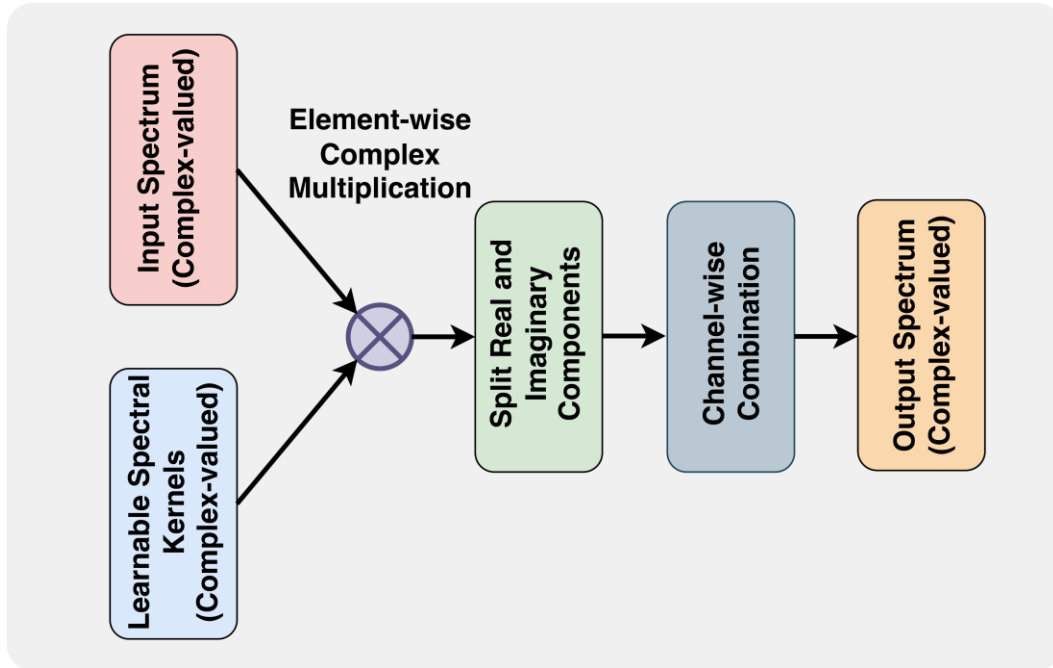 Input Spectrum
(Complex-valued)
Element-wise
Complex
Multiplication
Learnable Spectral
Kernels
(Complex-valued)
Split Real and
Imaginary
Components
Channel-wise
Combination
Output Spectrum
(Complex-valued)